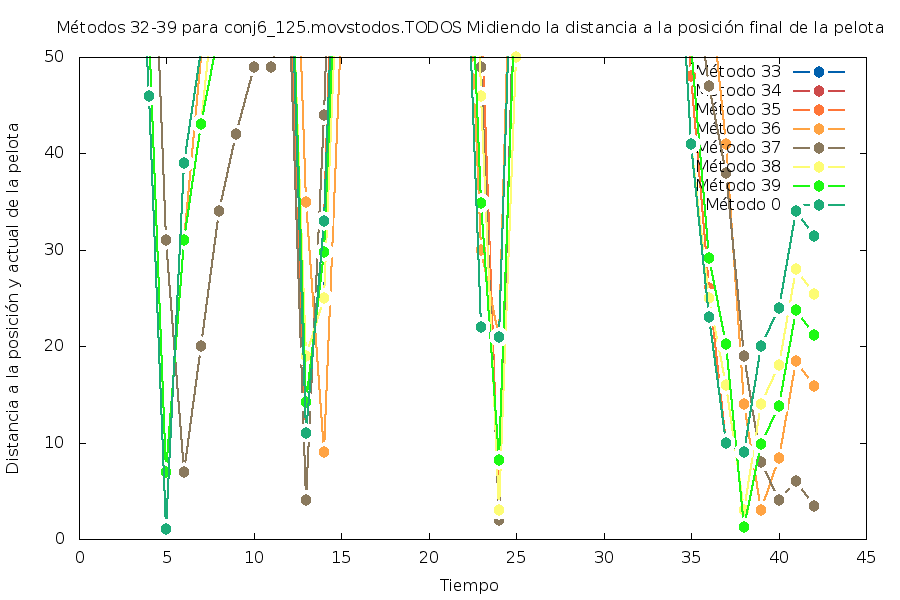 Métodos 32-39 para conj6_125.movstodos.TODOS Midiendo la distancia a la posición final de la pelota
Distancia a la posición y actual de la pelota
50
40
30
20
10
0
0 5 10 15 20 25 30 35 40 45
Tiempo
Método 33
Método 34
Método 35
Método 36
Método 37
Método 38
Método 39
Método 0